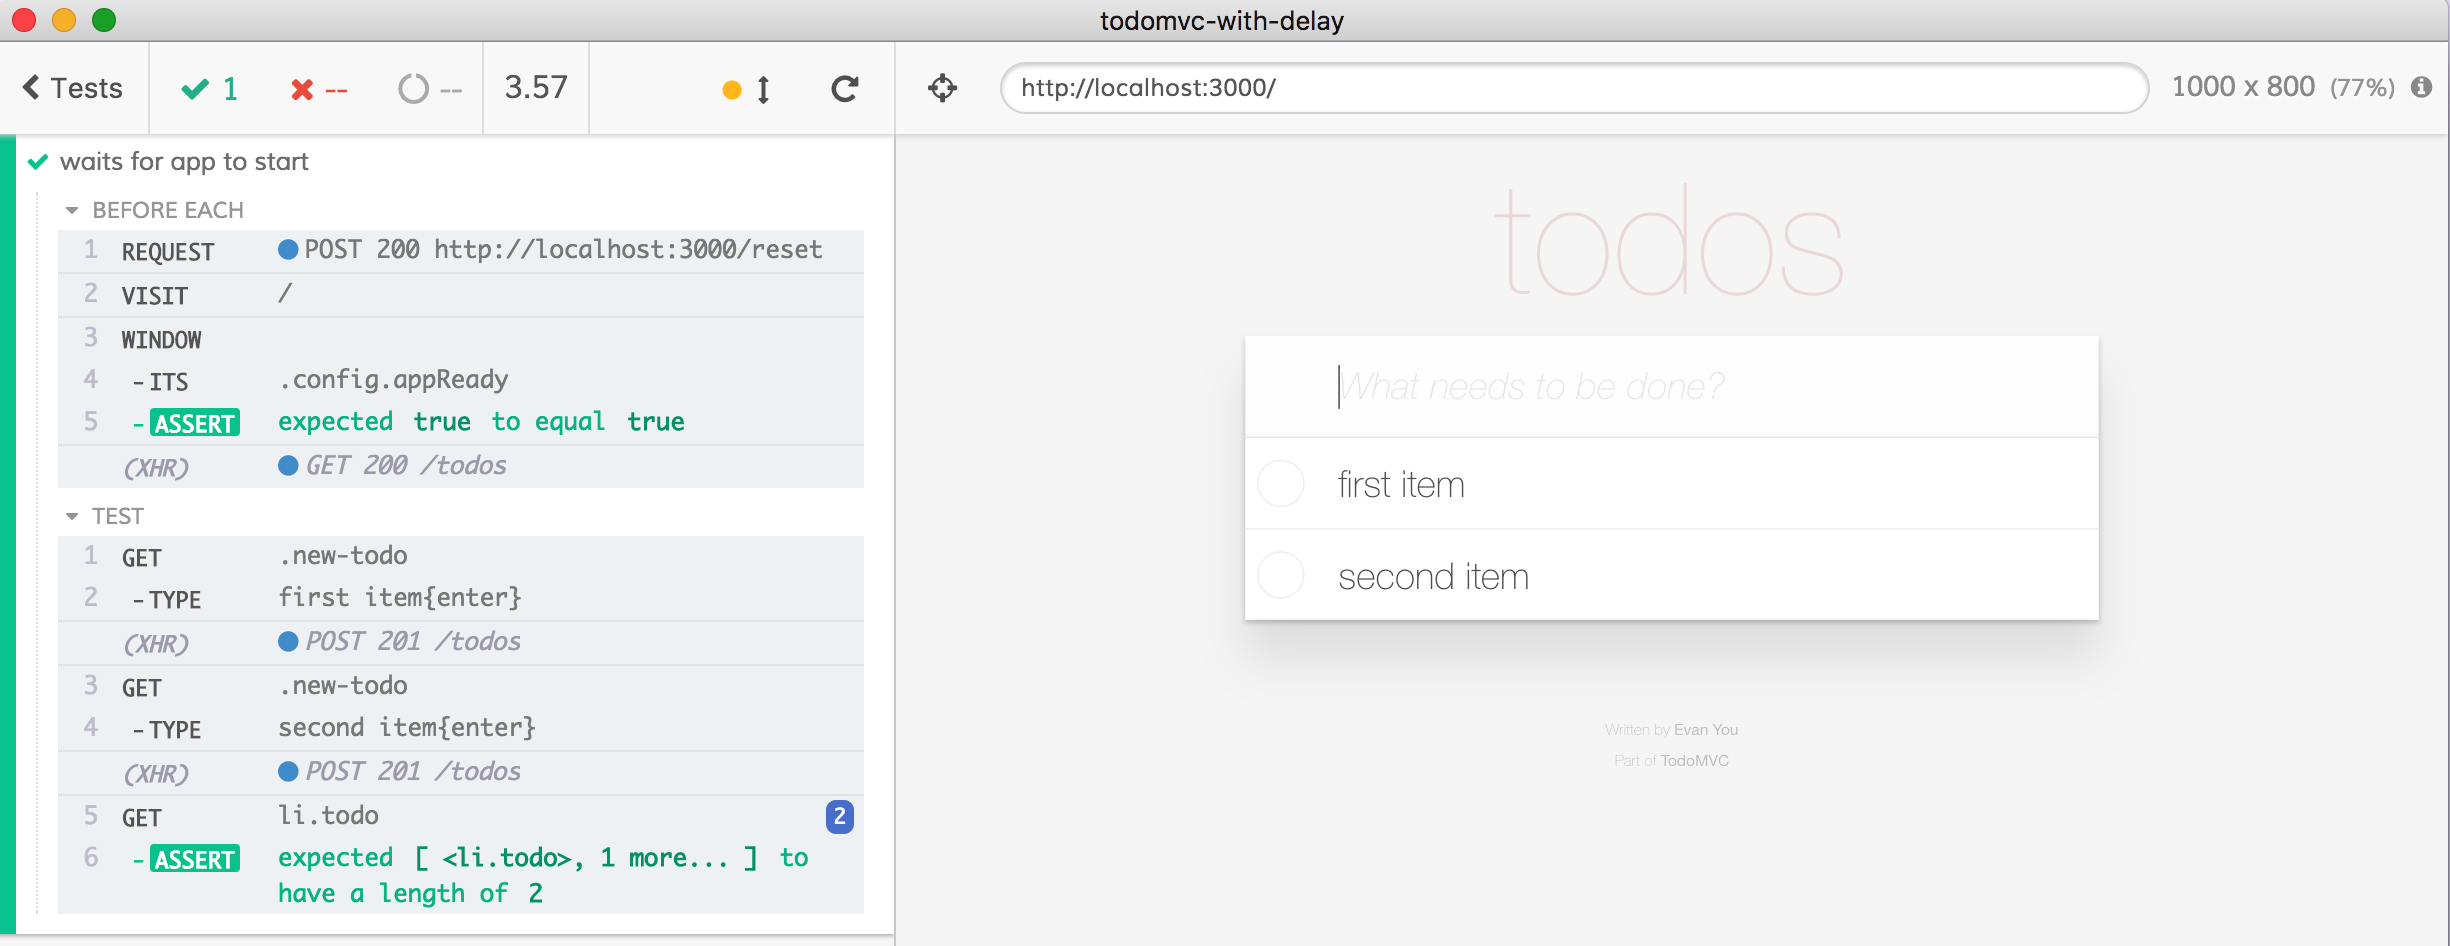 todomvc-with-delay
Tests 1 -- -- 3.57 http://localhost:3000/ 1000 x 800 (77%)
waits for app to start
BEFORE EACH
1 REQUEST POST 200 http://localhost:3000/reset
2 VISIT /
3 WINDOW
4 - ITS .config.appReady
5 - ASSERT expected true to equal true
(XHR) GET 200 /todos
TEST
1 GET .new-todo
2 - TYPE first item{enter}
(XHR) POST 201 /todos
3 GET .new-todo
4 - TYPE second item{enter}
(XHR) POST 201 /todos
5 GET li.todo 2
6 - ASSERT expected [ <li.todo>, 1 more... ] to
have a length of 2
todos
What needs to be done?
first item
second item
Written by Evan You
Part of TodoMVC